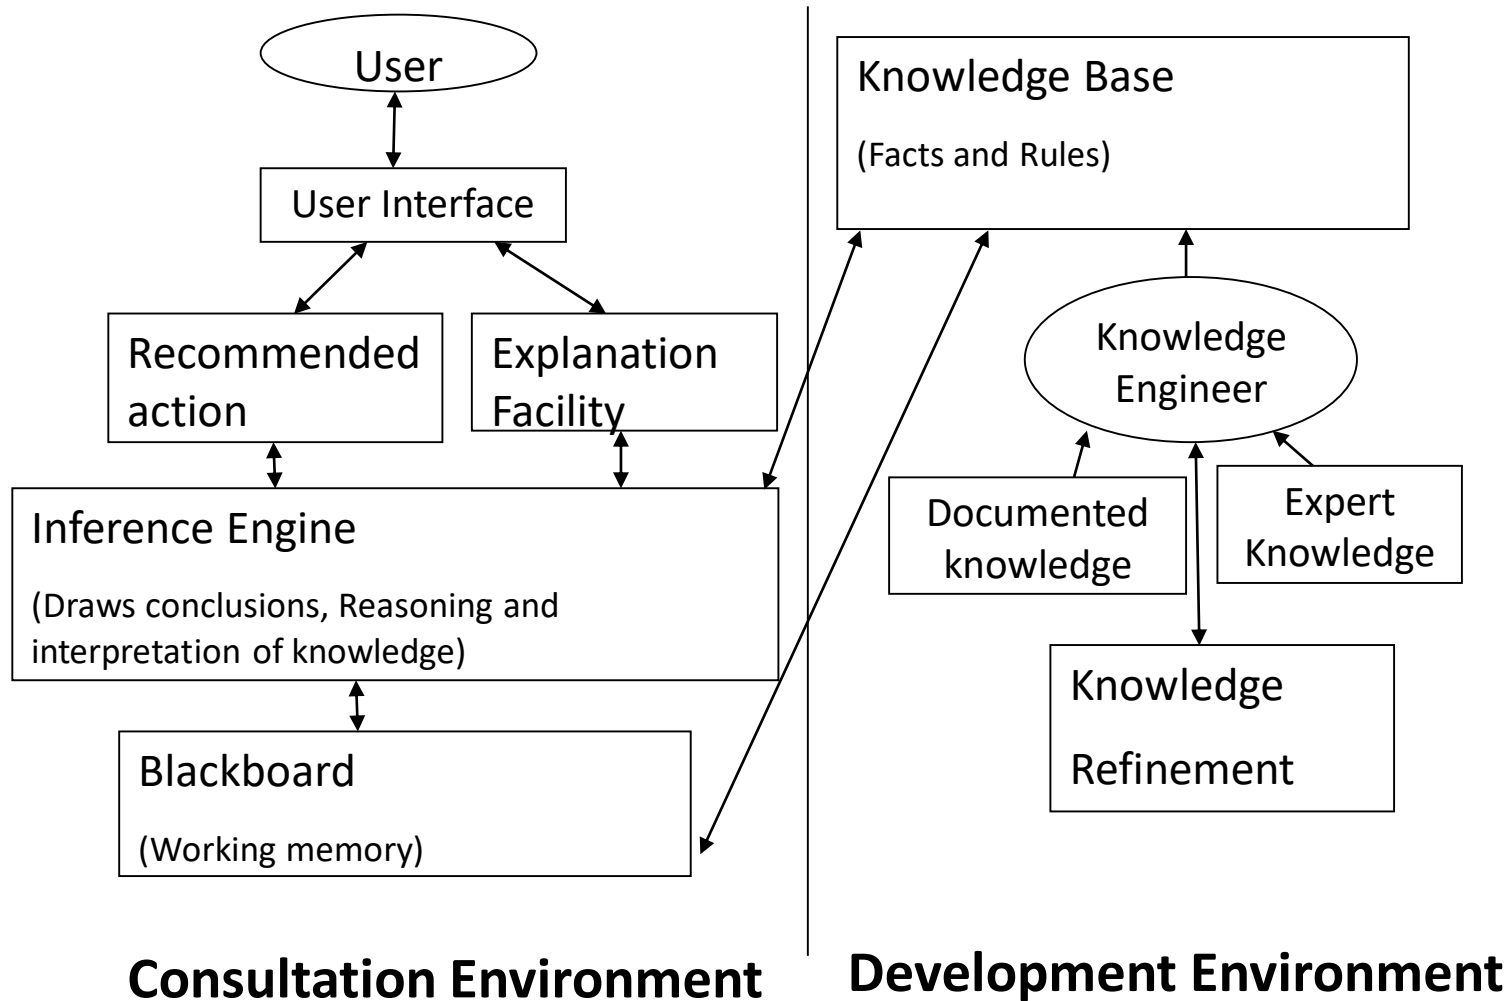 User
User Interface
Recommended
action
Explanation
Facility
Inference Engine
(Draws conclusions, Reasoning and
interpretation of knowledge)
Blackboard
(Working memory)
Consultation Environment
Knowledge Base
(Facts and Rules)
Knowledge
Engineer
Documented
knowledge
Expert
Knowledge
Knowledge
Refinement
Development Environment